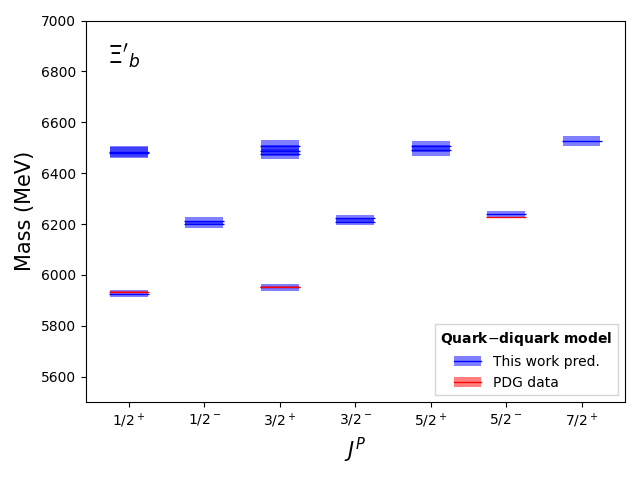 Ξ′b
7000
6800
6600
6400
6200
6000
5800
5600
Mass (MeV)
Quark−diquark model
This work pred.
PDG data
1/2⁺ 1/2⁻ 3/2⁺ 3/2⁻ 5/2⁺ 5/2⁻ 7/2⁺
Jᴾ